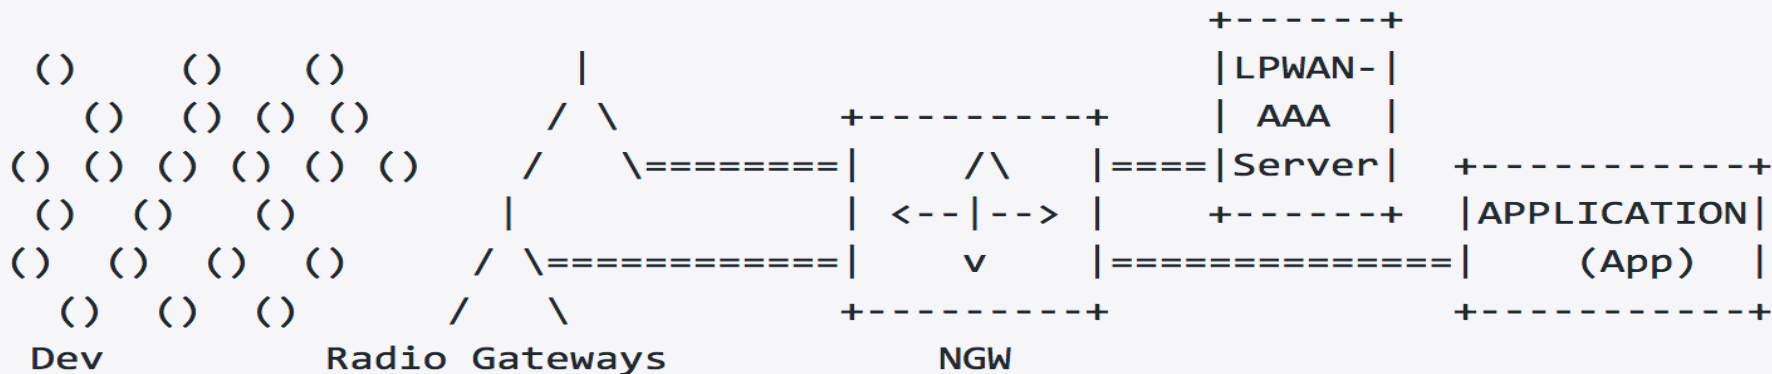 +------+
 ()     ()   ()         |                         |LPWAN-|
   ()   () () ()       / \         +---------+    | AAA  |
() () () () () ()    /   \========|    /\   |====|Server|  +-----------+
 ()  ()   ()        |             | <--|--> |    +------+  |APPLICATION|
()  ()  ()  ()     / \============|    v    |==============|    (App)  |
  ()  ()  ()      /   \           +---------+              +-----------+
 Dev         Radio Gateways           NGW